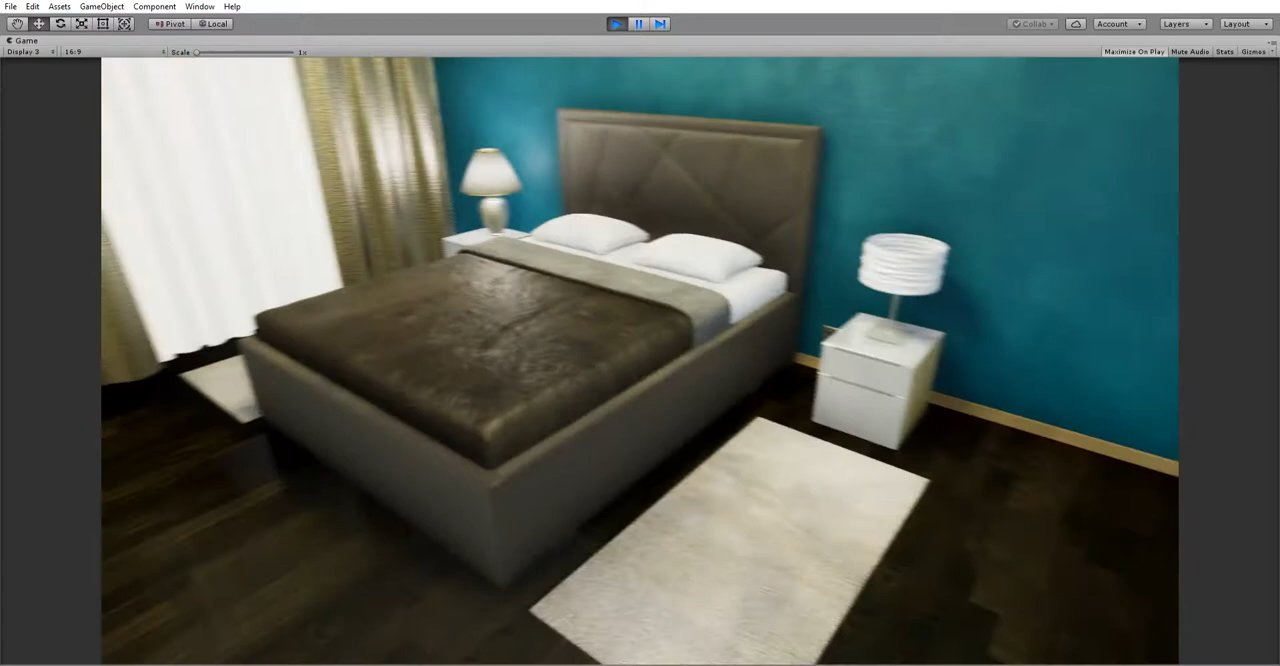 File Edit Assets GameObject Component Window Help
Pivot Local Collab Account Layers Layout
Game
Display 3 16:9 Scale 1x Maximize On Play Mute Audio Stats Gizmos